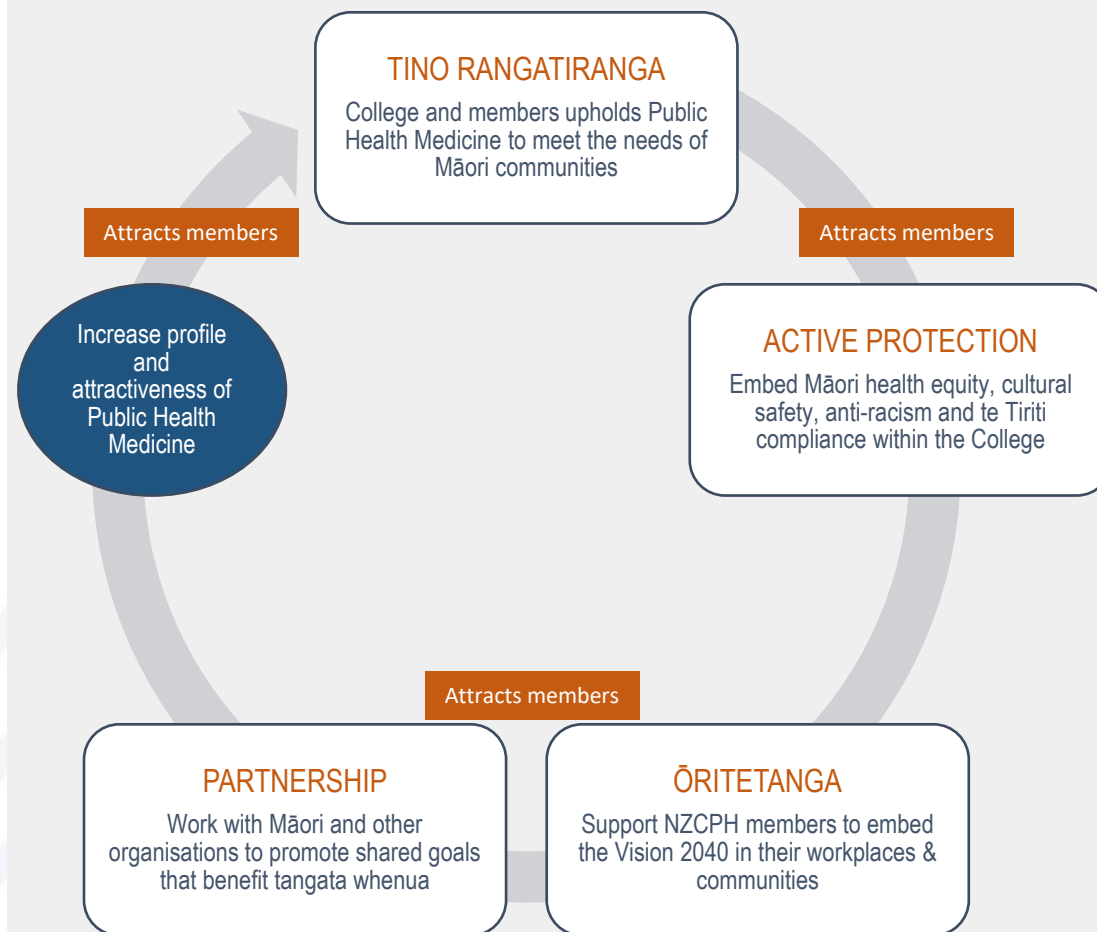 TINO RANGATIRANGA
College and members upholds Public
Health Medicine to meet the needs of
Māori communities
Attracts members
Attracts members
Increase profile
and
attractiveness of
Public Health
Medicine
ACTIVE PROTECTION
Embed Māori health equity, cultural
safety, anti-racism and te Tiriti
compliance within the College
Attracts members
PARTNERSHIP
Work with Māori and other
organisations to promote shared goals
that benefit tangata whenua
ŌRITETANGA
Support NZCPH members to embed
the Vision 2040 in their workplaces &
communities